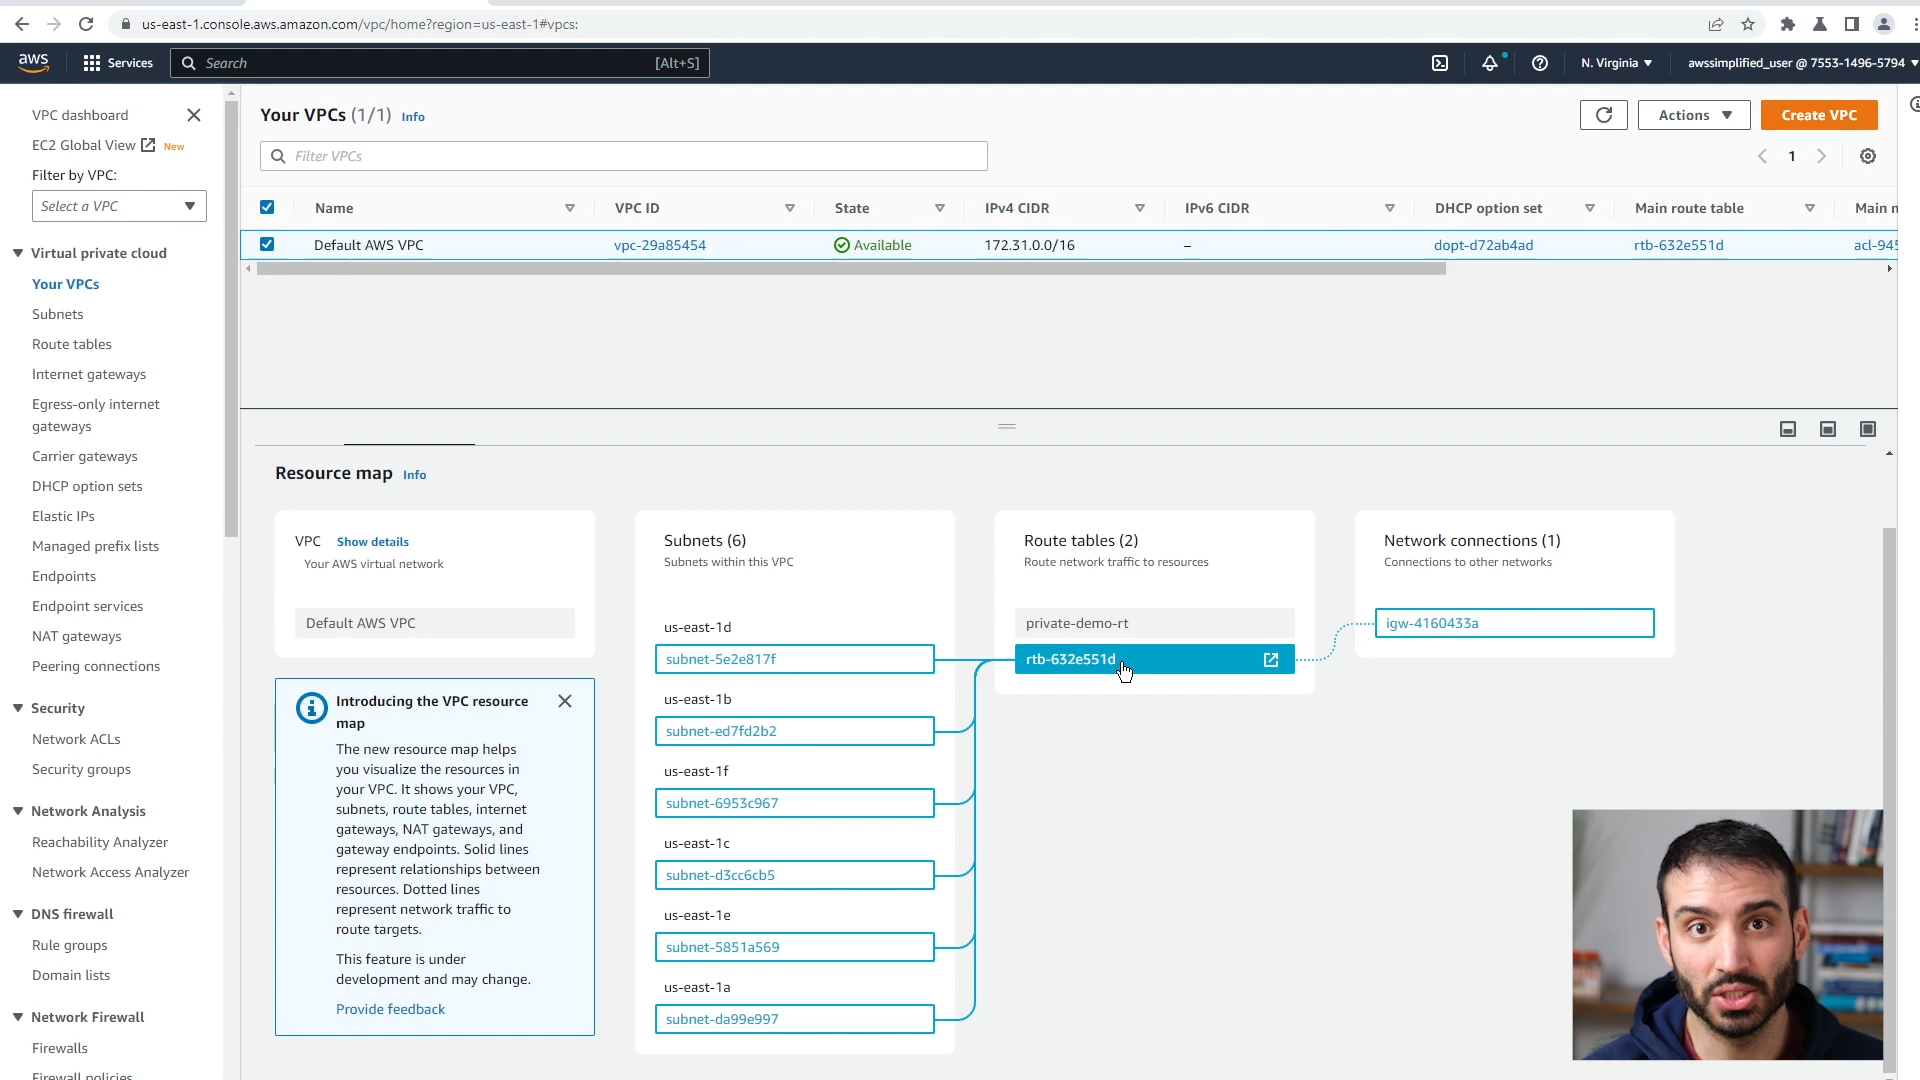 us-east-1.console.aws.amazon.com/vpc/home?region=us-east-1#vpcs:
aws
Services
Search
[Alt+S]
N. Virginia
awssimplified_user @ 7553-1496-5794
VPC dashboard
EC2 Global View
New
Filter by VPC:
Select a VPC
Virtual private cloud
Your VPCs
Subnets
Route tables
Internet gateways
Egress-only internet
gateways
Carrier gateways
DHCP option sets
Elastic IPs
Managed prefix lists
Endpoints
Endpoint services
NAT gateways
Peering connections
Security
Network ACLs
Security groups
Network Analysis
Reachability Analyzer
Network Access Analyzer
DNS firewall
Rule groups
Domain lists
Network Firewall
Firewalls
Firewall policies
Your VPCs (1/1) Info
Actions
Create VPC
Filter VPCs
1
Name
VPC ID
State
IPv4 CIDR
IPv6 CIDR
DHCP option set
Main route table
Main n
Default AWS VPC
vpc-29a85454
Available
172.31.0.0/16
–
dopt-d72ab4ad
rtb-632e551d
acl-945
Resource map Info
VPC Show details
Your AWS virtual network
Default AWS VPC
Introducing the VPC resource
map
The new resource map helps
you visualize the resources in
your VPC. It shows your VPC,
subnets, route tables, internet
gateways, NAT gateways, and
gateway endpoints. Solid lines
represent relationships between
resources. Dotted lines
represent network traffic to
route targets.
This feature is under
development and may change.
Provide feedback
Subnets (6)
Subnets within this VPC
us-east-1d
subnet-5e2e817f
us-east-1b
subnet-ed7fd2b2
us-east-1f
subnet-6953c967
us-east-1c
subnet-d3cc6cb5
us-east-1e
subnet-5851a569
us-east-1a
subnet-da99e997
Route tables (2)
Route network traffic to resources
private-demo-rt
rtb-632e551d
Network connections (1)
Connections to other networks
igw-4160433a